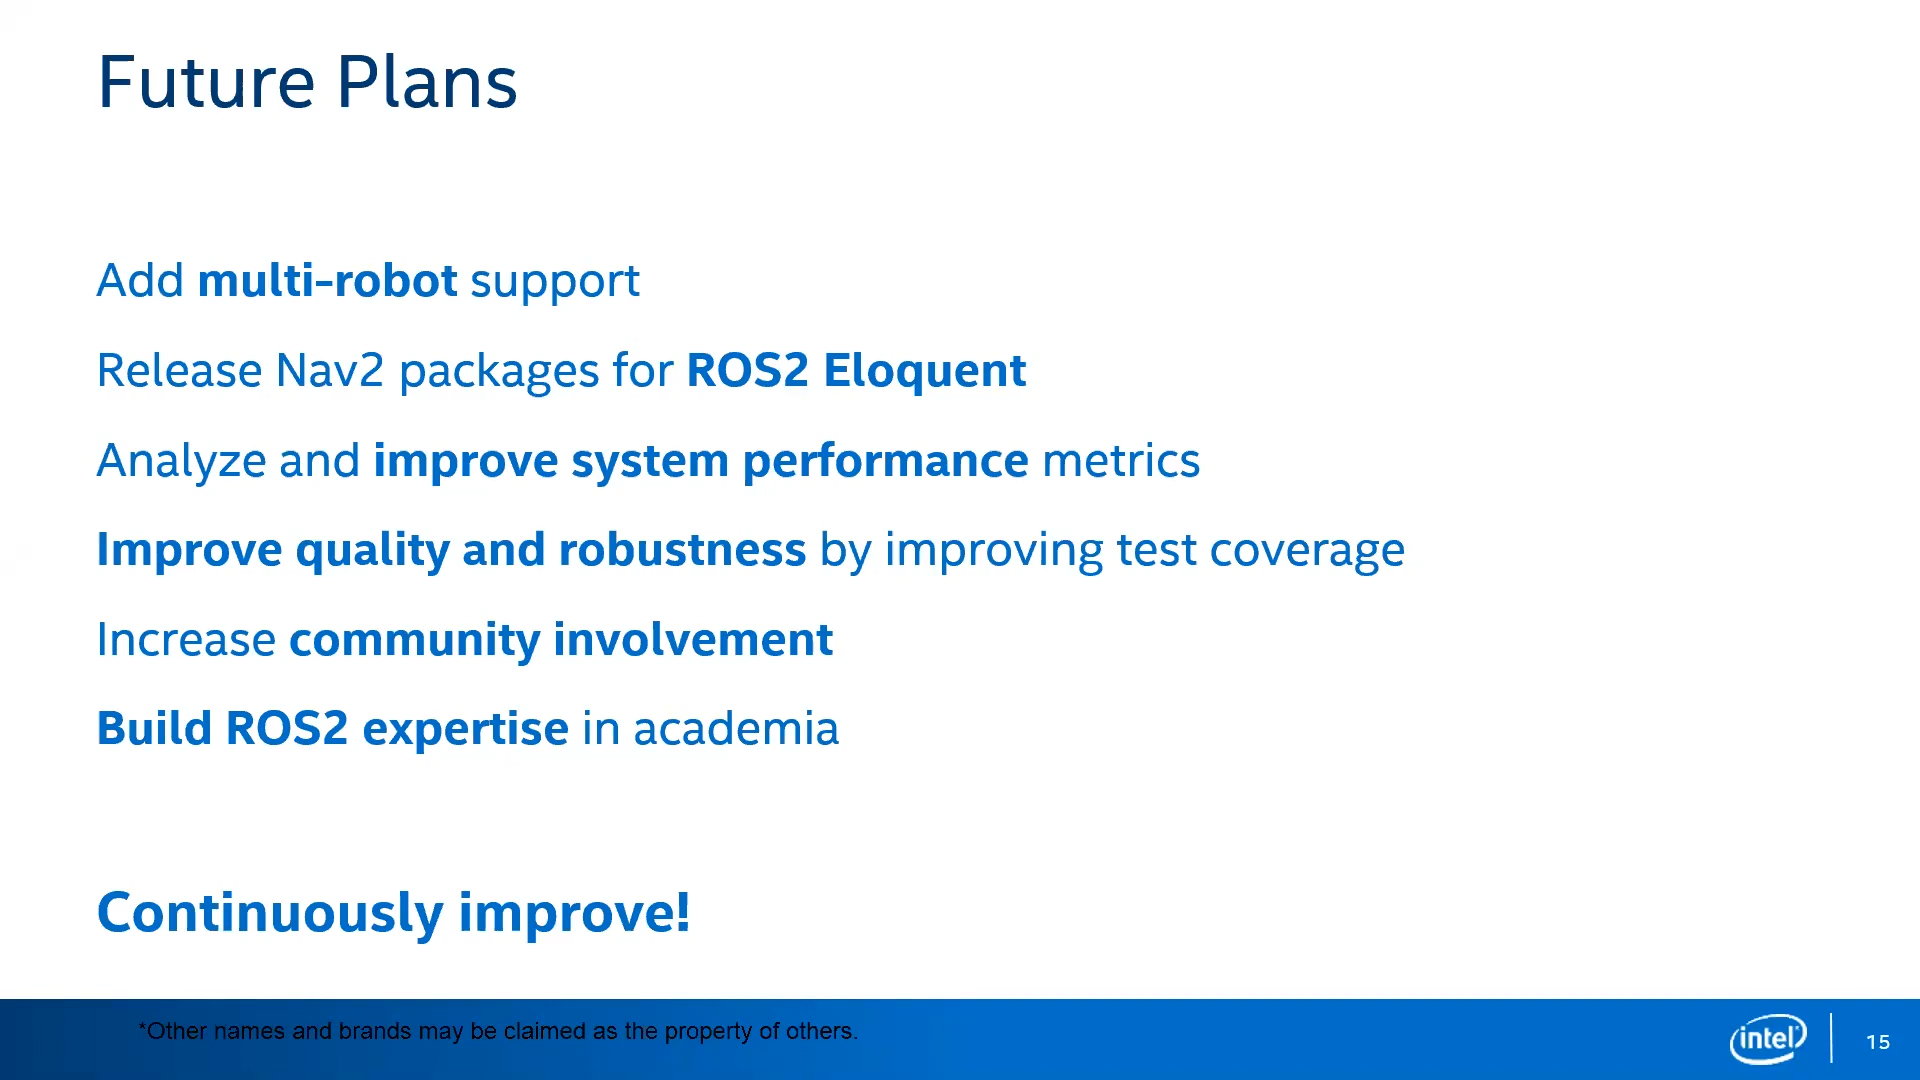 Future Plans
Add multi-robot support
Release Nav2 packages for ROS2 Eloquent
Analyze and improve system performance metrics
Improve quality and robustness by improving test coverage
Increase community involvement
Build ROS2 expertise in academia
Continuously improve!
*Other names and brands may be claimed as the property of others.
intel
15